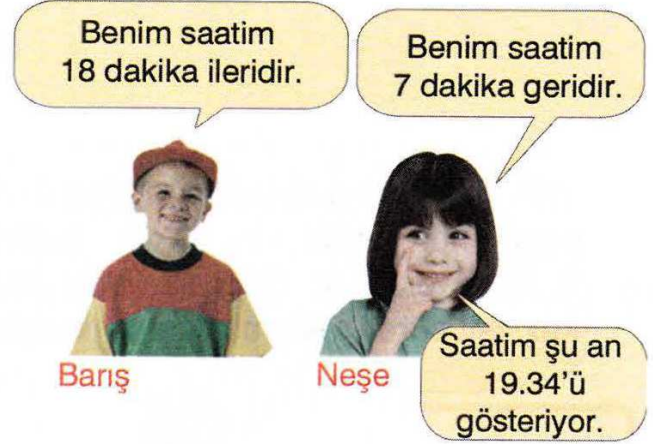 Benim saatim
18 dakika ileridir.
Benim saatim
7 dakika geridir.
Barış
Neşe
Saatim şu an
19.34'ü
gösteriyor.